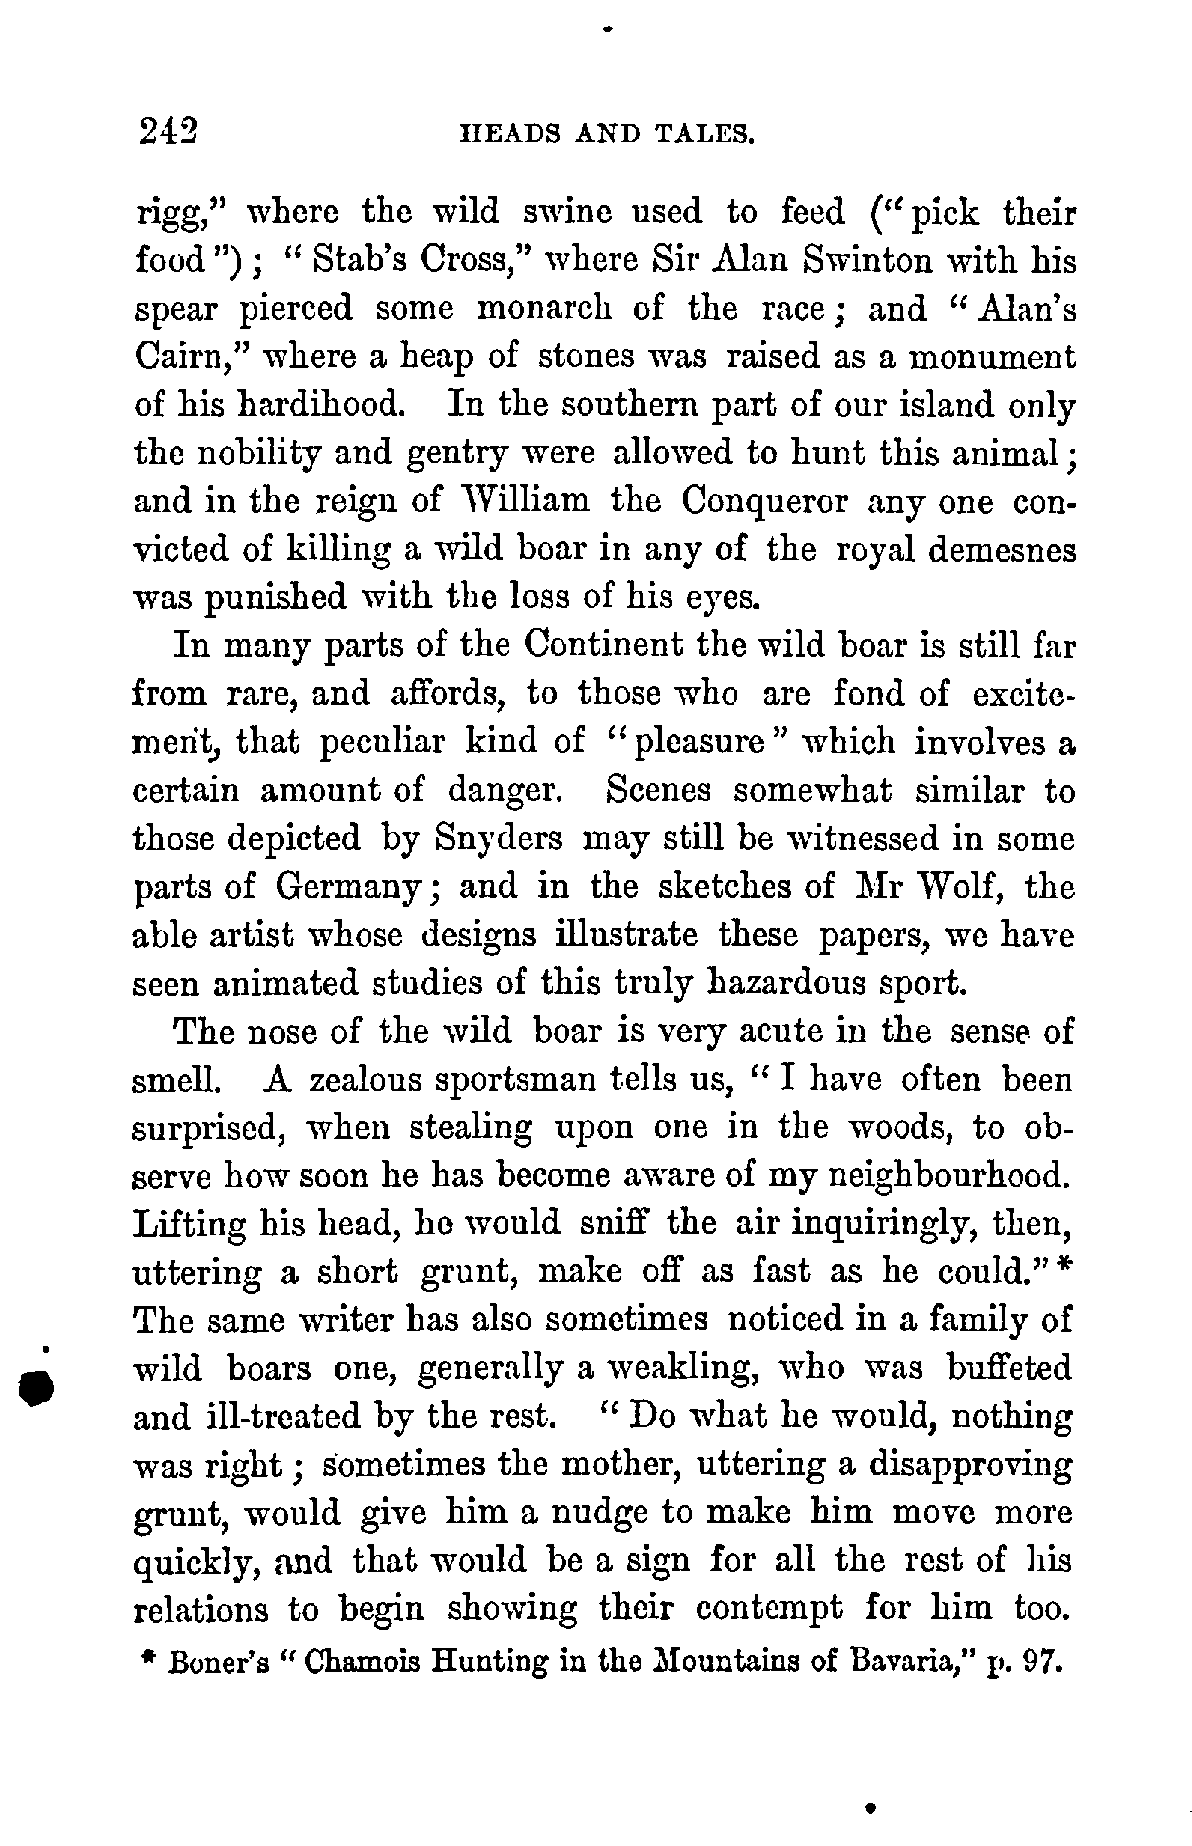 242 HEADS AND TALES.
rigg,” where the wild swine used to feed (“pick their
food”); “Stab’s Cross,” where Sir Alan Swinton with his
spear pierced some monarch of the race; and “Alan’s
Cairn,” where a heap of stones was raised as a monument
of his hardihood. In the southern part of our island only
the nobility and gentry were allowed to hunt this animal;
and in the reign of William the Conqueror any one con-
victed of killing a wild boar in any of the royal demesnes
was punished with the loss of his eyes.
In many parts of the Continent the wild boar is still far
from rare, and affords, to those who are fond of excite-
ment, that peculiar kind of “pleasure” which involves a
certain amount of danger. Scenes somewhat similar to
those depicted by Snyders may still be witnessed in some
parts of Germany; and in the sketches of Mr Wolf, the
able artist whose designs illustrate these papers, we have
seen animated studies of this truly hazardous sport.
The nose of the wild boar is very acute in the sense of
smell. A zealous sportsman tells us, “I have often been
surprised, when stealing upon one in the woods, to ob-
serve how soon he has become aware of my neighbourhood.
Lifting his head, he would sniff the air inquiringly, then,
uttering a short grunt, make off as fast as he could.”*
The same writer has also sometimes noticed in a family of
wild boars one, generally a weakling, who was buffeted
and ill-treated by the rest. “Do what he would, nothing
was right; sometimes the mother, uttering a disapproving
grunt, would give him a nudge to make him move more
quickly, and that would be a sign for all the rest of his
relations to begin showing their contempt for him too.
* Boner’s “Chamois Hunting in the Mountains of Bavaria,” p. 97.